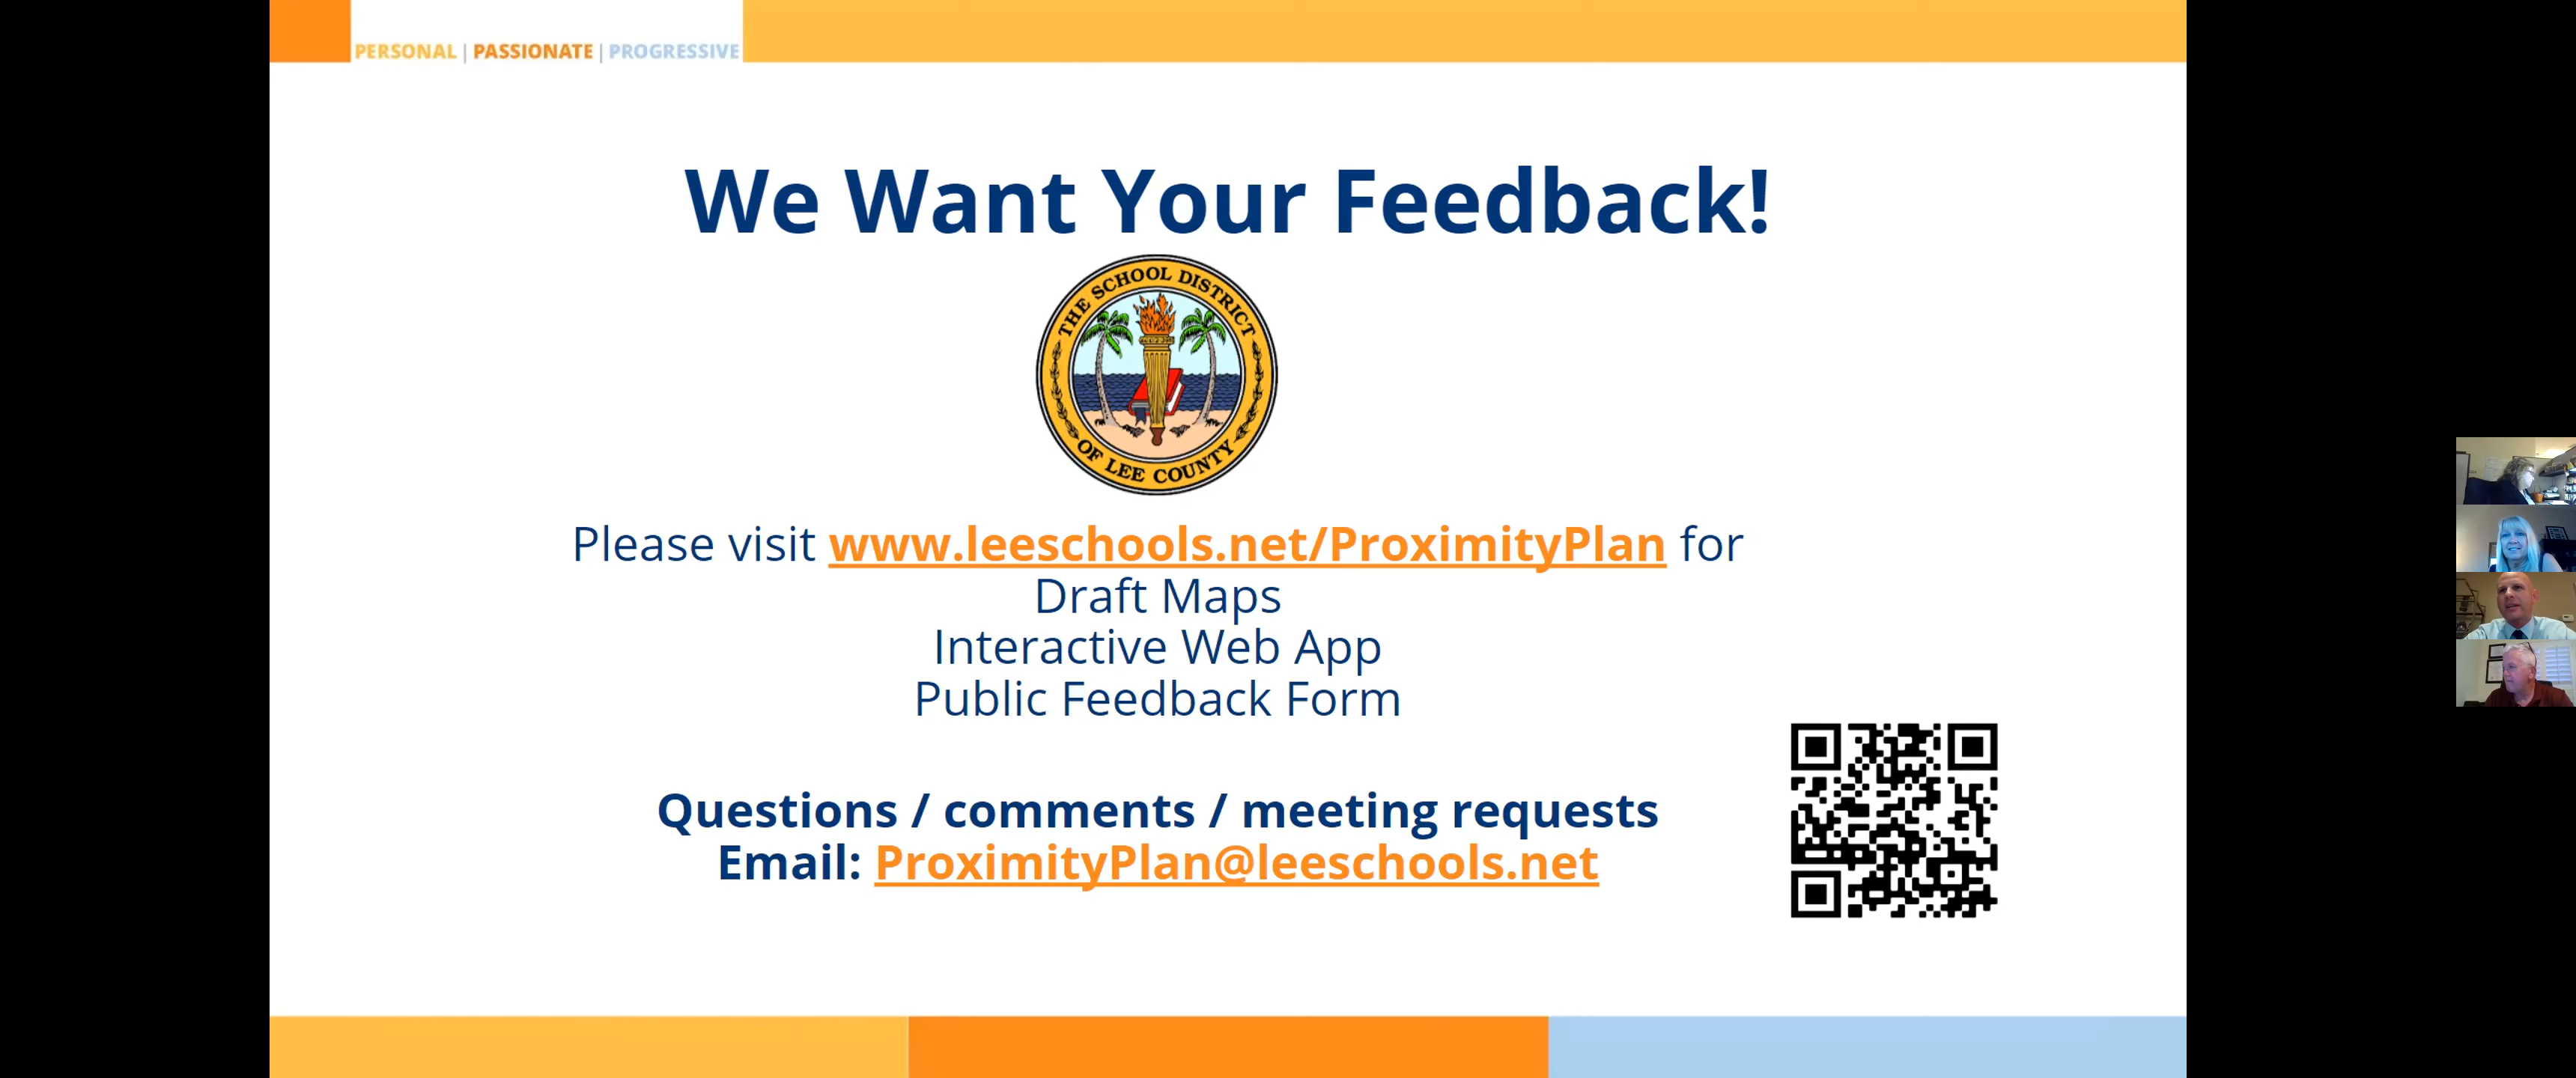 PERSONAL | PASSIONATE | PROGRESSIVE
We Want Your Feedback!
THE SCHOOL DISTRICT
OF LEE COUNTY
Please visit www.leeschools.net/ProximityPlan for
Draft Maps
Interactive Web App
Public Feedback Form
Questions / comments / meeting requests
Email: ProximityPlan@leeschools.net